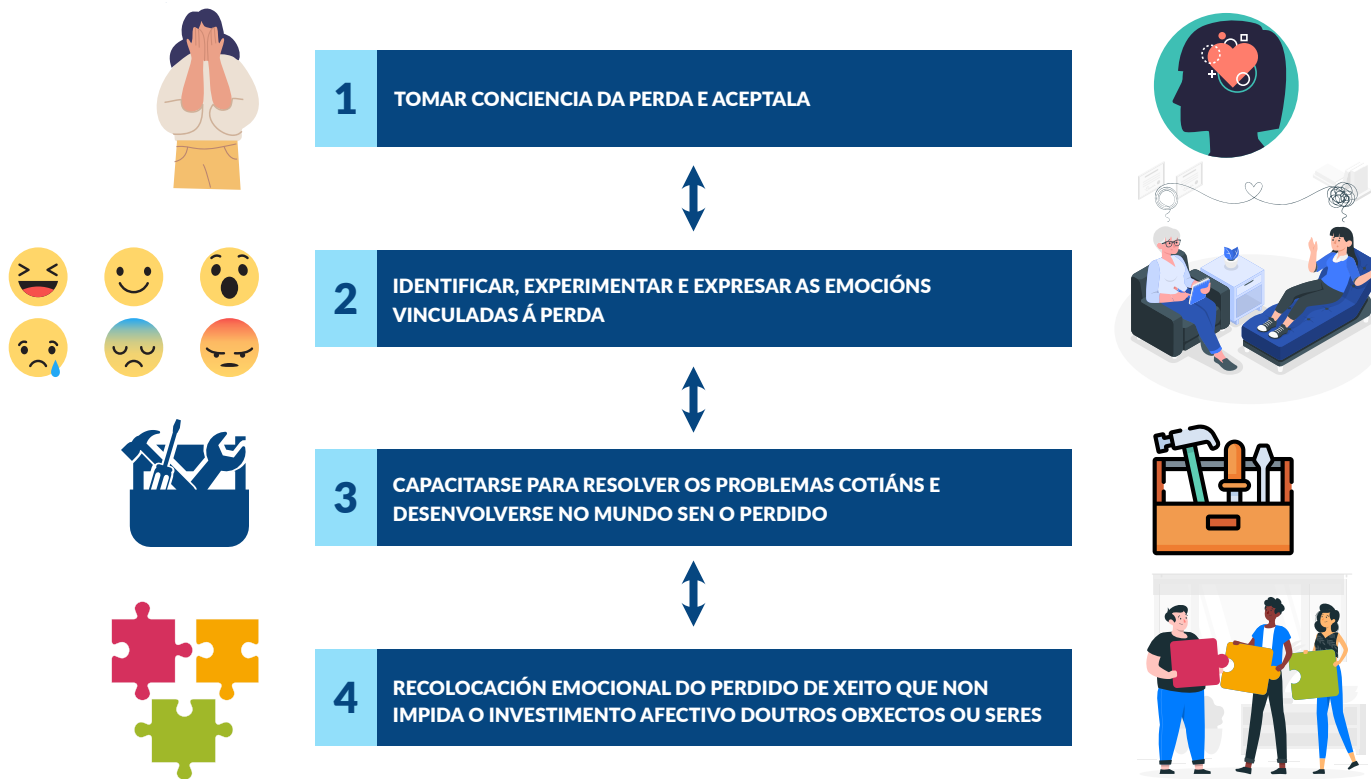 1
TOMAR CONCIENCIA DA PERDA E ACEPTALA
2
IDENTIFICAR, EXPERIMENTAR E EXPRESAR AS EMOCIÓNS
VINCULADAS Á PERDA
3
CAPACITARSE PARA RESOLVER OS PROBLEMAS COTIÁNS E
DESENVOLVERSE NO MUNDO SEN O PERDIDO
4
RECOLOCACIÓN EMOCIONAL DO PERDIDO DE XEITO QUE NON
IMPIDA O INVESTIMENTO AFECTIVO DOUTROS OBXECTOS OU SERES